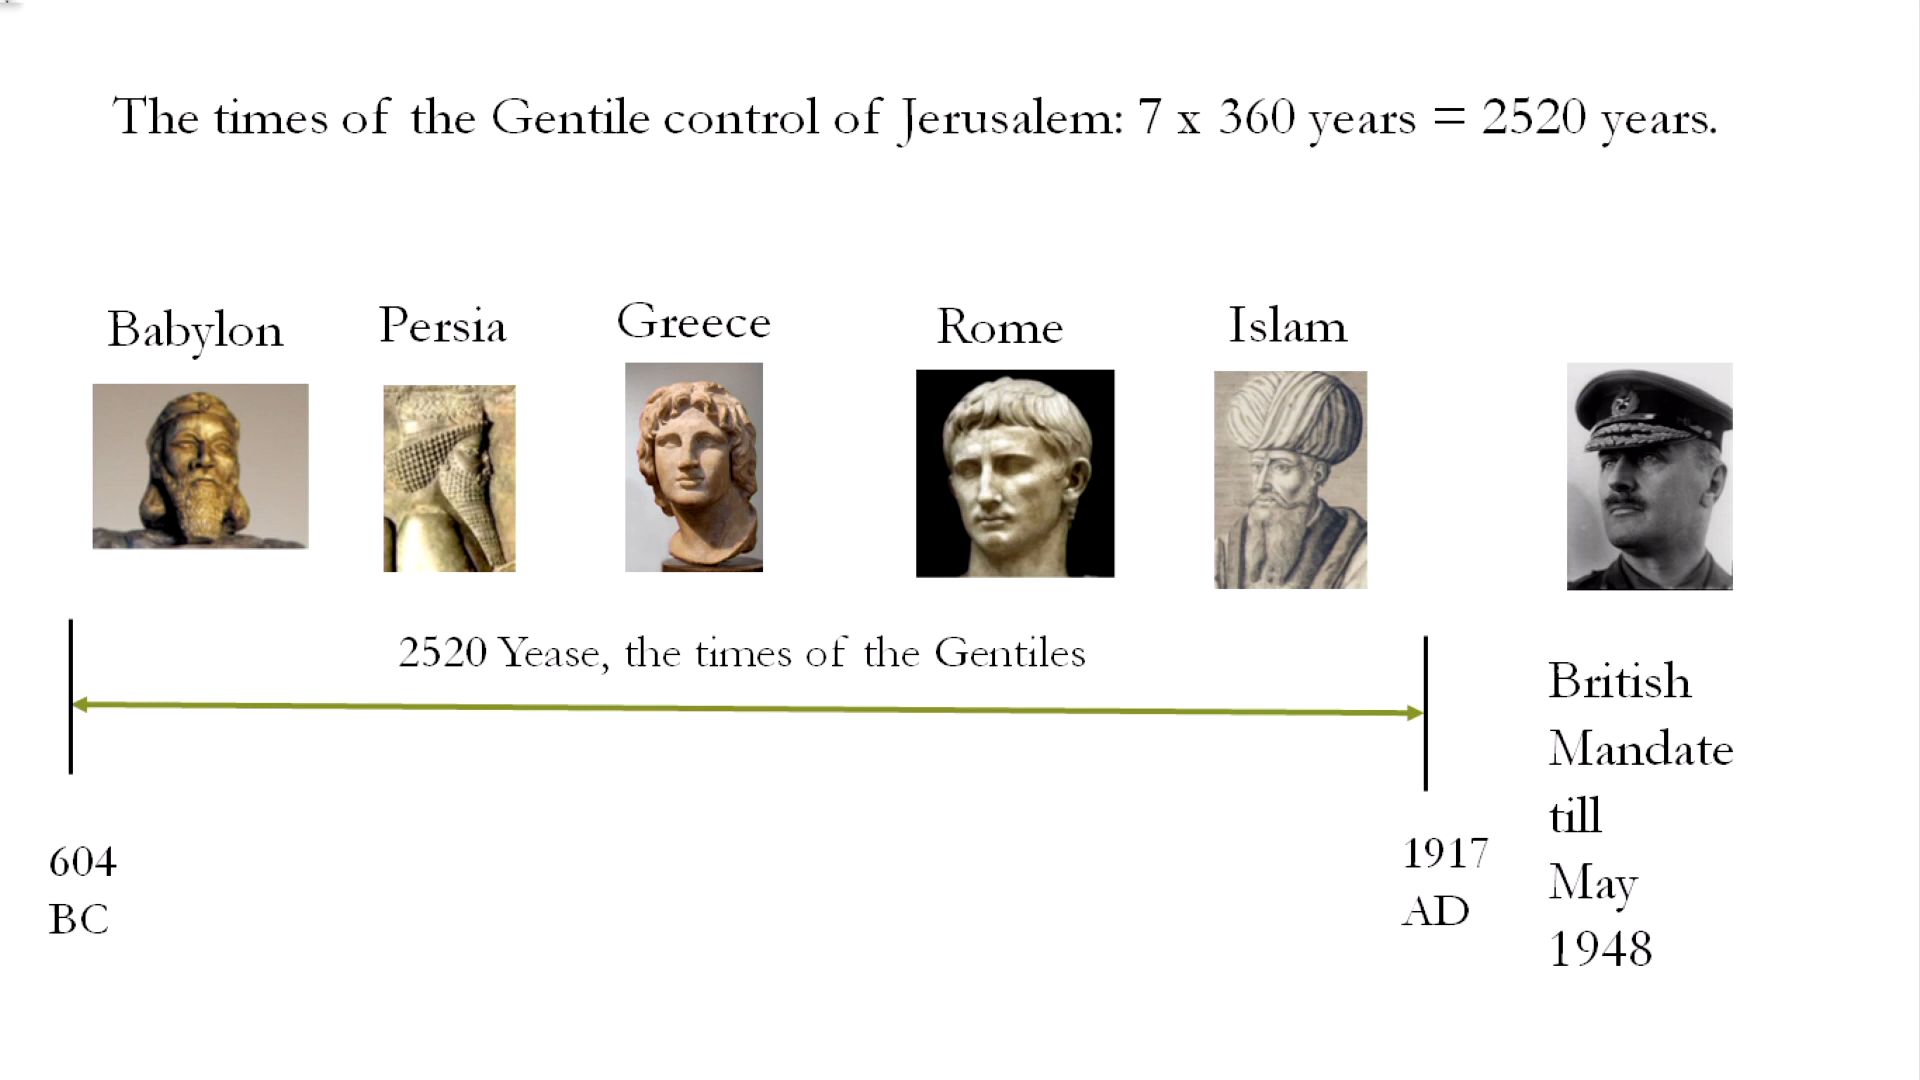 The times of the Gentile control of Jerusalem: 7 x 360 years = 2520 years.
Babylon
Persia
Greece
Rome
Islam
2520 Yease, the times of the Gentiles
604
BC
1917
AD
British
Mandate
till
May
1948